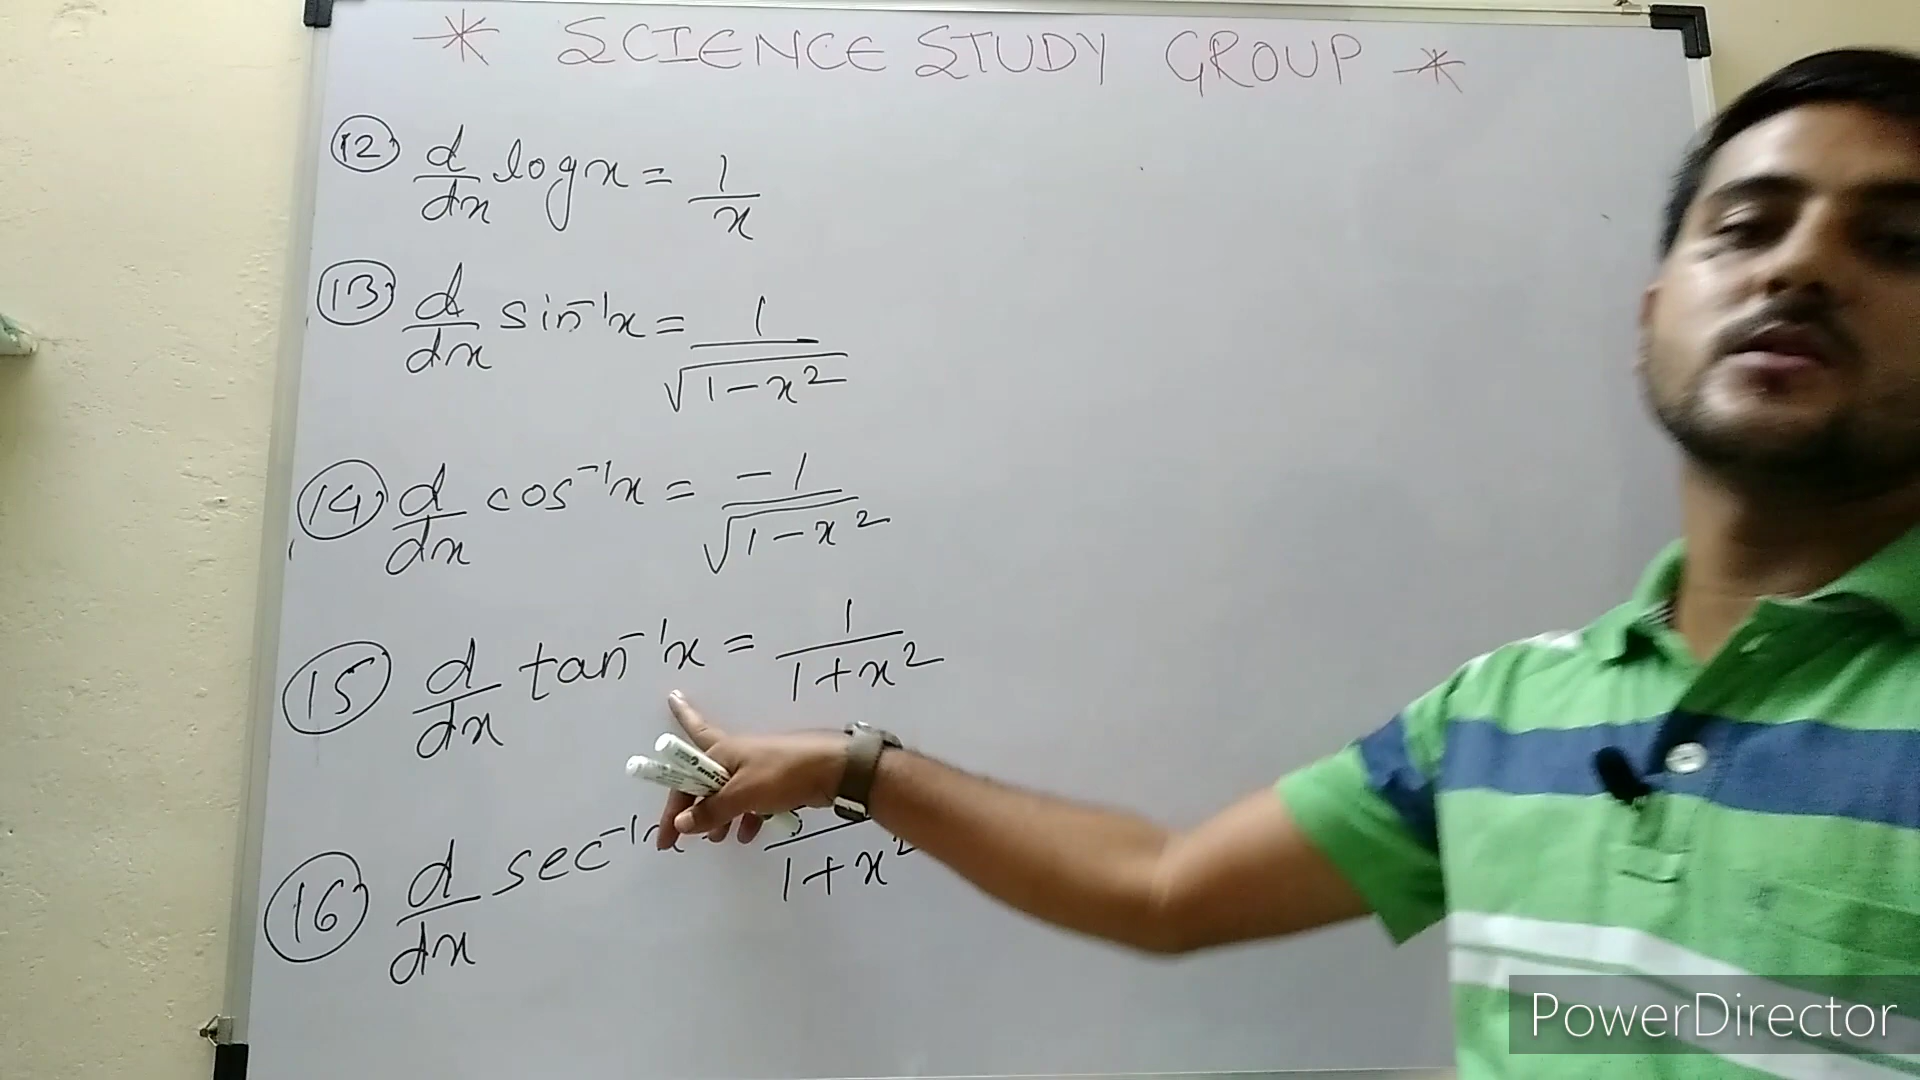 * SCIENCE STUDY GROUP *
12 d/dx log x = 1/x
13 d/dx sin⁻¹x = 1/√(1-x²)
14 d/dx cos⁻¹x = -1/√(1-x²)
15 d/dx tan⁻¹x = 1/(1+x²)
16 d/dx sec⁻¹x 1+x²
PowerDirector